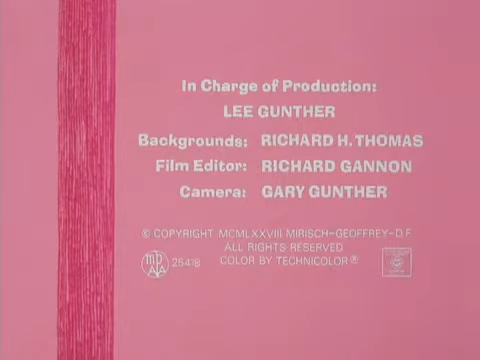 In Charge of Production:
LEE GUNTHER
Backgrounds: RICHARD H. THOMAS
Film Editor: RICHARD GANNON
Camera: GARY GUNTHER
© COPYRIGHT MCMLXXVIII MIRISCH-GEOFFREY-D.F.
ALL RIGHTS RESERVED
COLOR BY TECHNICOLOR®
MPAA 25418